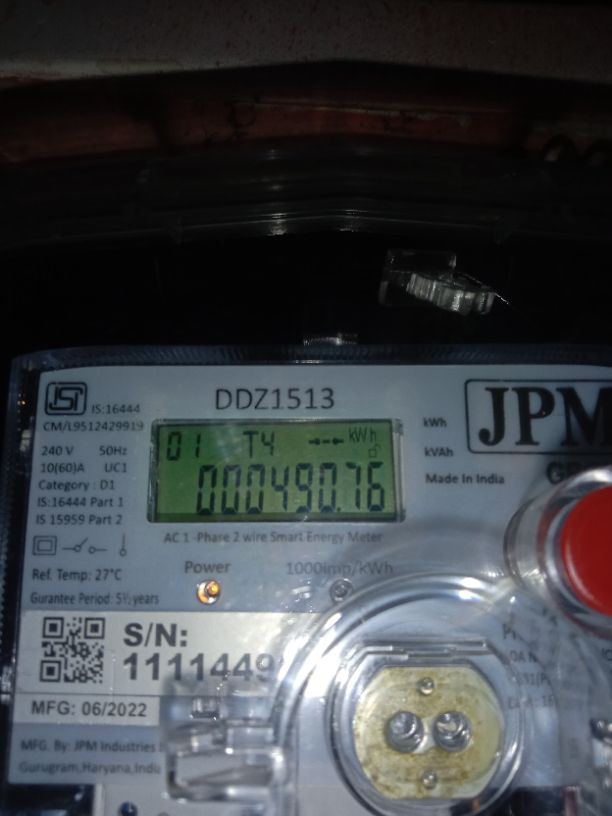 IS:16444
DDZ1513
JPM
CM/L9512429919
240 V 50Hz
10(60)A UC1
Category : D1
IS:16444 Part 1
IS 15959 Part 2
01 T4 kWh
000490.76
kWh
kVAh
Made In India
AC 1 -Phase 2 wire Smart Energy Meter
Ref. Temp: 27°C
Power 1000imp/kWh
Gurantee Period: 5½ years
S/N:
1111449
MFG: 06/2022
MFG. By: JPM Industries
Gurugram,Haryana,India